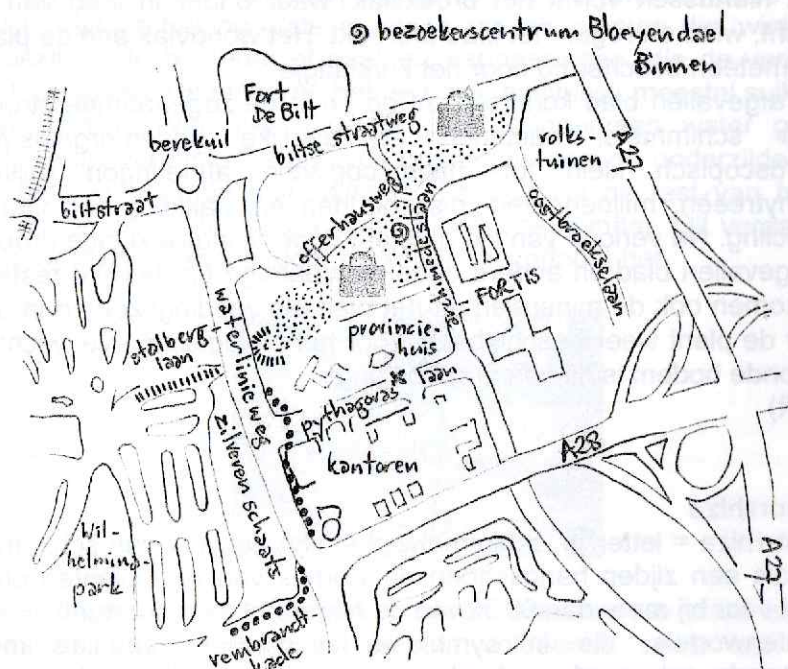 bezoekerscentrum Bloeyendael
Binnen
Fort
De Bilt
berekuil
biltse straatweg
volks-
tuinen
A27
biltstraat
oostbroekselaan
archimedeslaan
FORTIS
waterlinieweg
stolberg
laan
provincie-
huis
pythagoras laan
kantoren
A28
zilveren schaats
Wil-
helmina-
park
A27
rembrandt-
kade